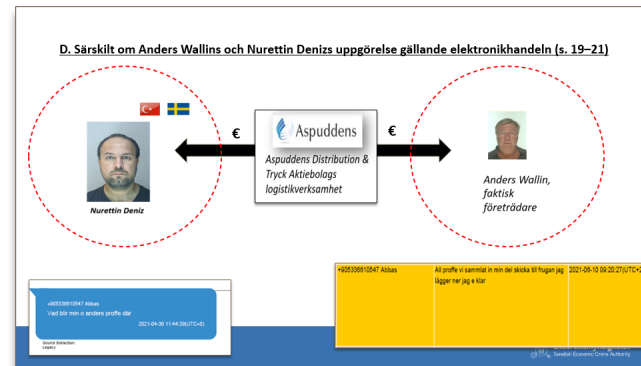 D. Särskilt om Anders Wallins och Nurettin Denizs uppgörelse gällande elektronikhandeln (s. 19–21)
€
€
Aspuddens
Aspuddens Distribution &
Tryck Aktiebolags
logistikverksamhet
Nurettin Deniz
Anders Wallin,
faktisk
företrädare
+905336610547 Abbas
Vad blir min o anders proffe där
2021-04-30 11:44:29(UTC+0)
Source Extraction:
Legacy
+905336610547 Abbas
All proffe vi sammlat in min del skicka till frugan jag
lägger ner jag e klar
2021-06-10 09:20:27(UTC+
Swedish Economic Crime Authority